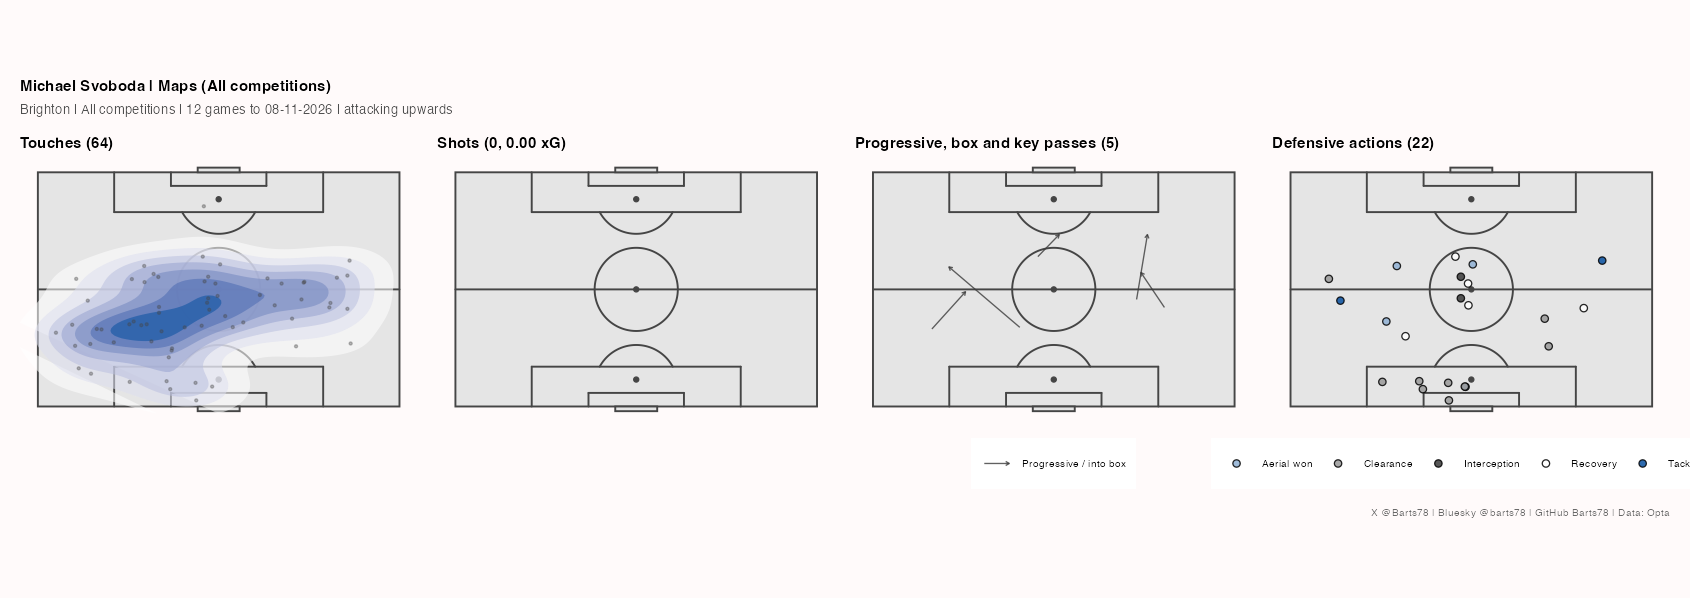 Michael Svoboda | Maps (All competitions)
Brighton | All competitions | 12 games to 08-11-2026 | attacking upwards
Touches (64)
Shots (0, 0.00 xG)
Progressive, box and key passes (5)
Defensive actions (22)
Progressive / into box
Aerial won
Clearance
Interception
Recovery
Tack
X @Barts78 | Bluesky @barts78 | GitHub Barts78 | Data: Opta